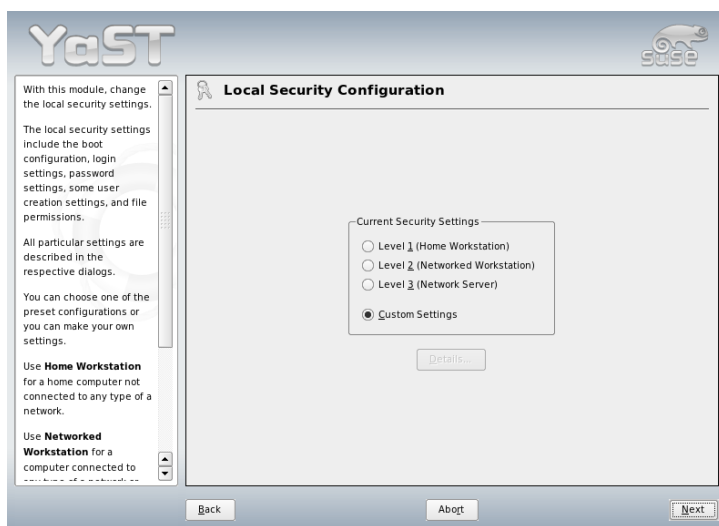 YaST
SUSE
With this module, change
the local security settings.
The local security settings
include the boot
configuration, login
settings, password
settings, some user
creation settings, and file
permissions.
All particular settings are
described in the
respective dialogs.
You can choose one of the
preset configurations or
you can make your own
settings.
Use Home Workstation
for a home computer not
connected to any type of a
network.
Use Networked
Workstation for a
computer connected to
any type of a network or
Local Security Configuration
Current Security Settings
Level 1 (Home Workstation)
Level 2 (Networked Workstation)
Level 3 (Network Server)
Custom Settings
Details...
Back
Abort
Next